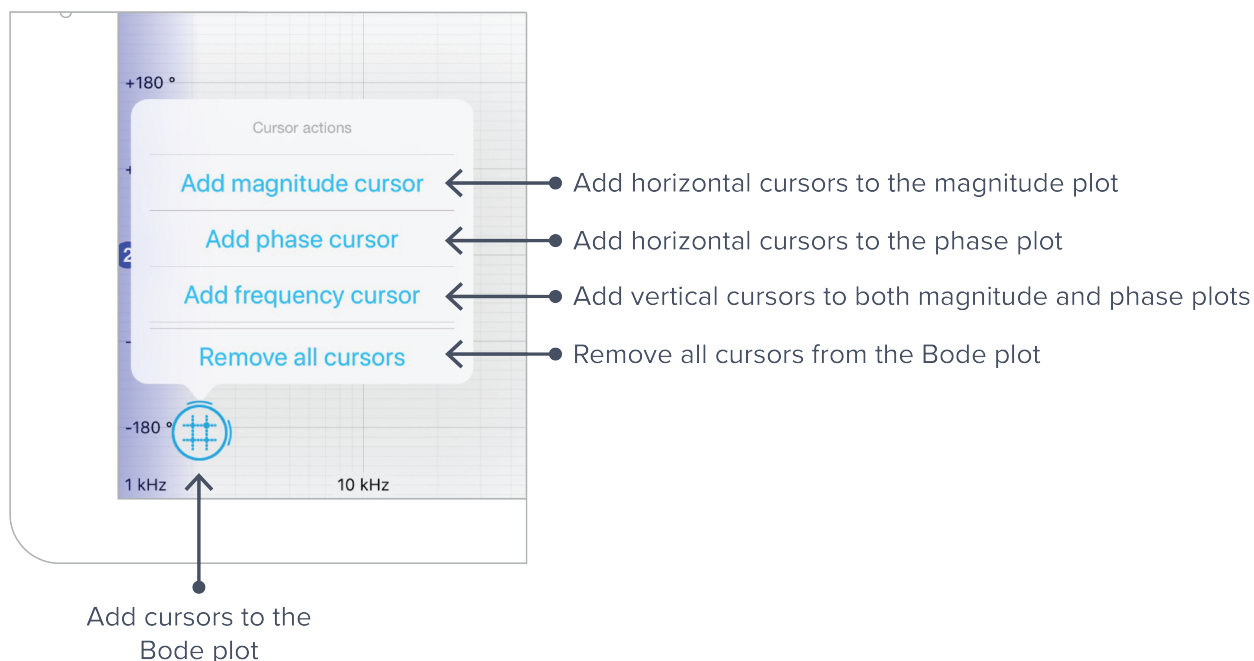 +180 °
Cursor actions
Add magnitude cursor
Add horizontal cursors to the magnitude plot
Add phase cursor
Add horizontal cursors to the phase plot
2
Add frequency cursor
Add vertical cursors to both magnitude and phase plots
Remove all cursors
Remove all cursors from the Bode plot
-180 °
1 kHz
10 kHz
Add cursors to the
Bode plot